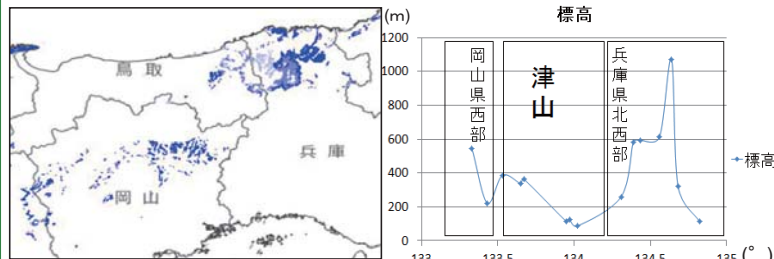 鳥取
兵庫
岡山
標高
(m)
1200
1000
800
600
400
200
0
133
133.5
134
134.5
135
(°)
岡山県西部
津山
兵庫県北西部
標高